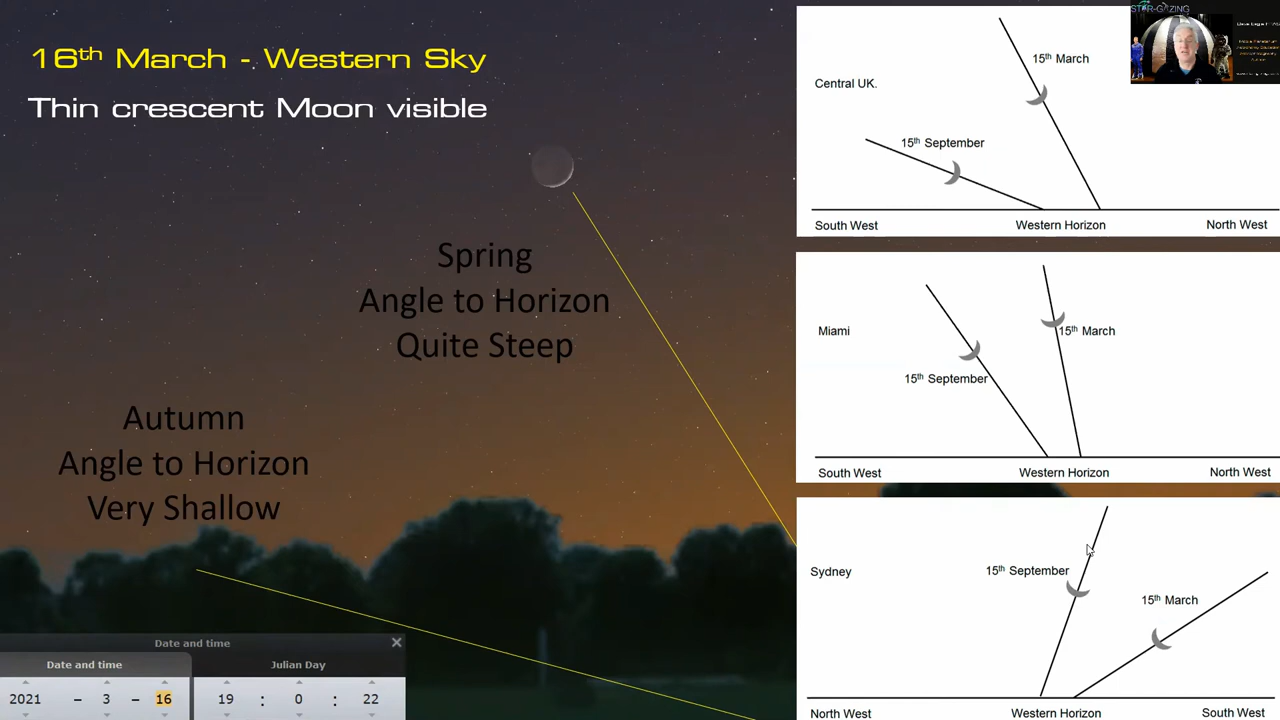 16th March - Western Sky
Thin crescent Moon visible
Spring
Angle to Horizon
Quite Steep
Autumn
Angle to Horizon
Very Shallow
Date and time
Date and time
Julian Day
2021 - 3 - 16
19 : 0 : 22
Central UK.
15th March
15th September
South West
Western Horizon
North West
Miami
15th March
15th September
South West
Western Horizon
North West
Sydney
15th September
15th March
North West
Western Horizon
South West
STAR-GAZING